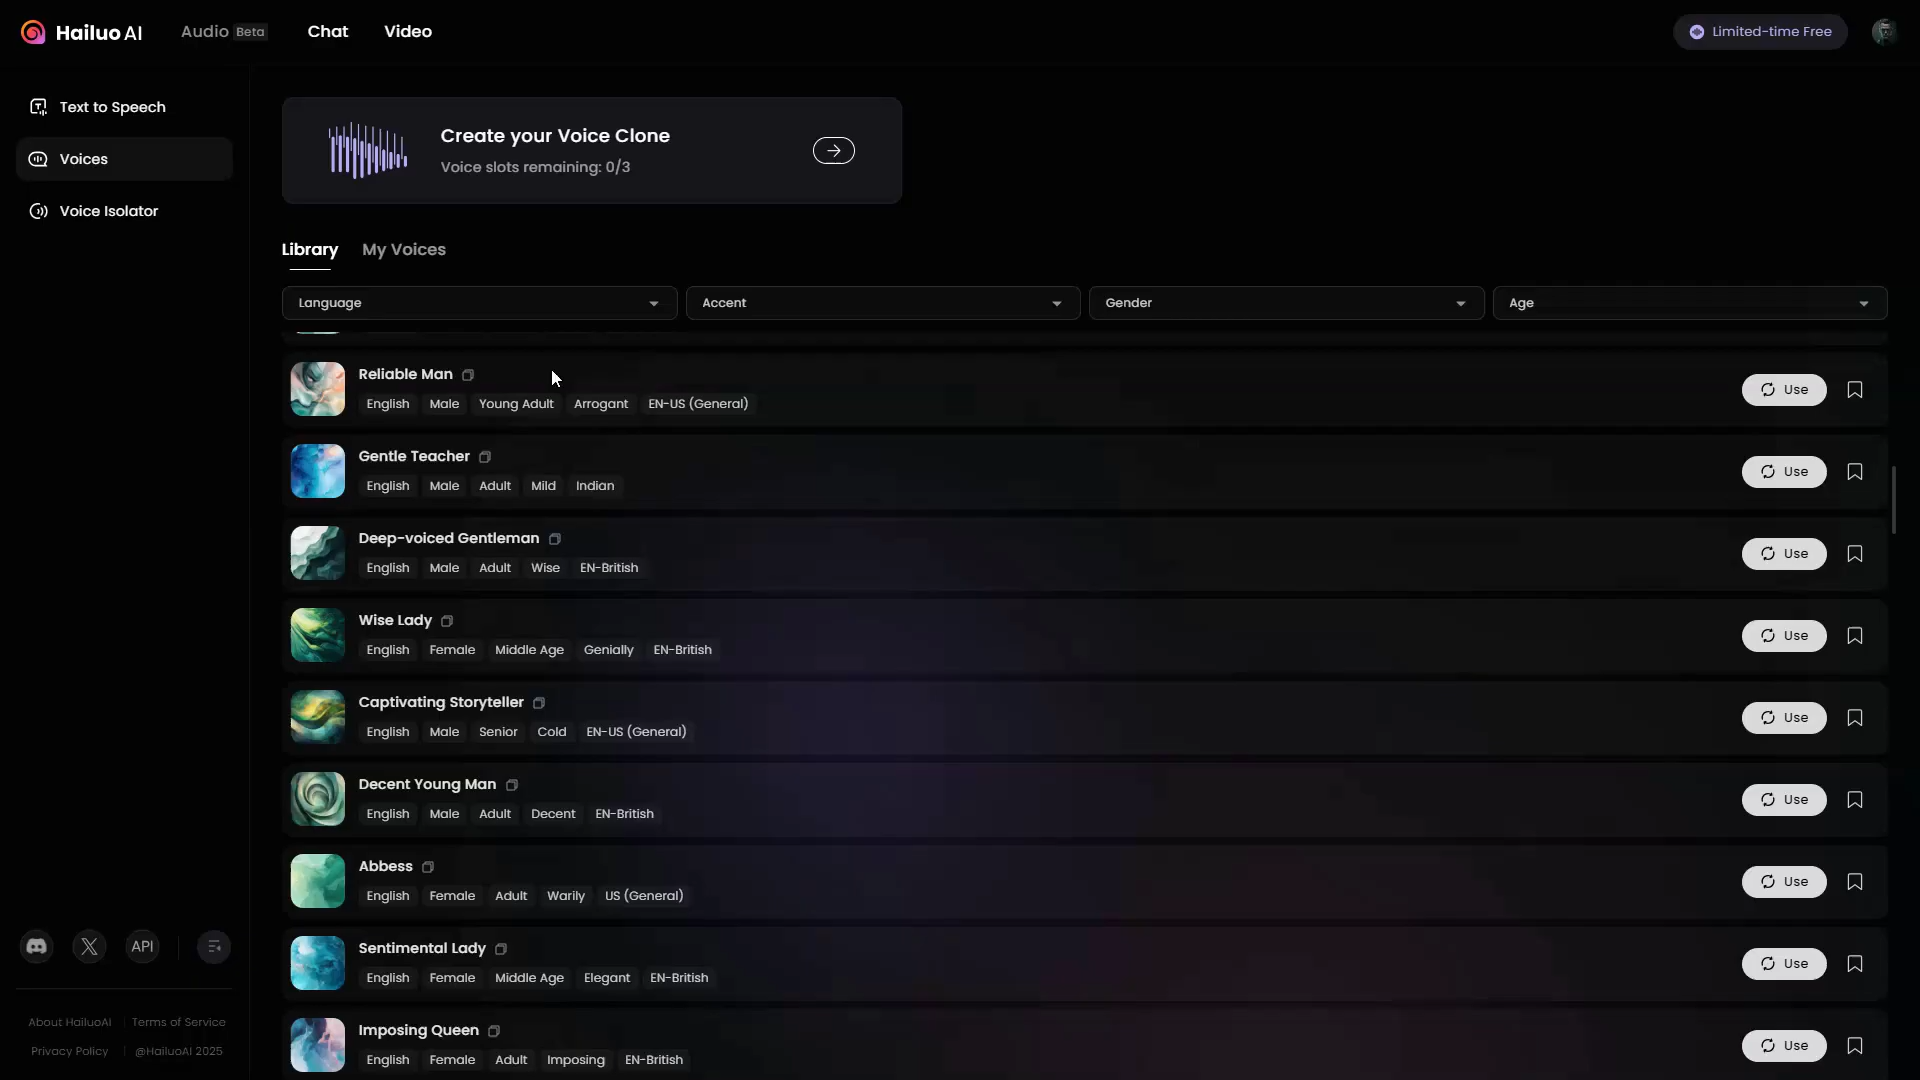 Hailuo AI Audio Beta Chat Video Limited-time Free
Text to Speech
Voices
Voice Isolator
Create your Voice Clone
Voice slots remaining: 0/3
Library My Voices
Language Accent Gender Age
Reliable Man
English Male Young Adult Arrogant EN-US (General)
Use
Gentle Teacher
English Male Adult Mild Indian
Use
Deep-voiced Gentleman
English Male Adult Wise EN-British
Use
Wise Lady
English Female Middle Age Genially EN-British
Use
Captivating Storyteller
English Male Senior Cold EN-US (General)
Use
Decent Young Man
English Male Adult Decent EN-British
Use
Abbess
English Female Adult Warily US (General)
Use
Sentimental Lady
English Female Middle Age Elegant EN-British
Use
Imposing Queen
English Female Adult Imposing EN-British
Use
API
About HailuoAI Terms of Service
Privacy Policy @HailuoAI 2025